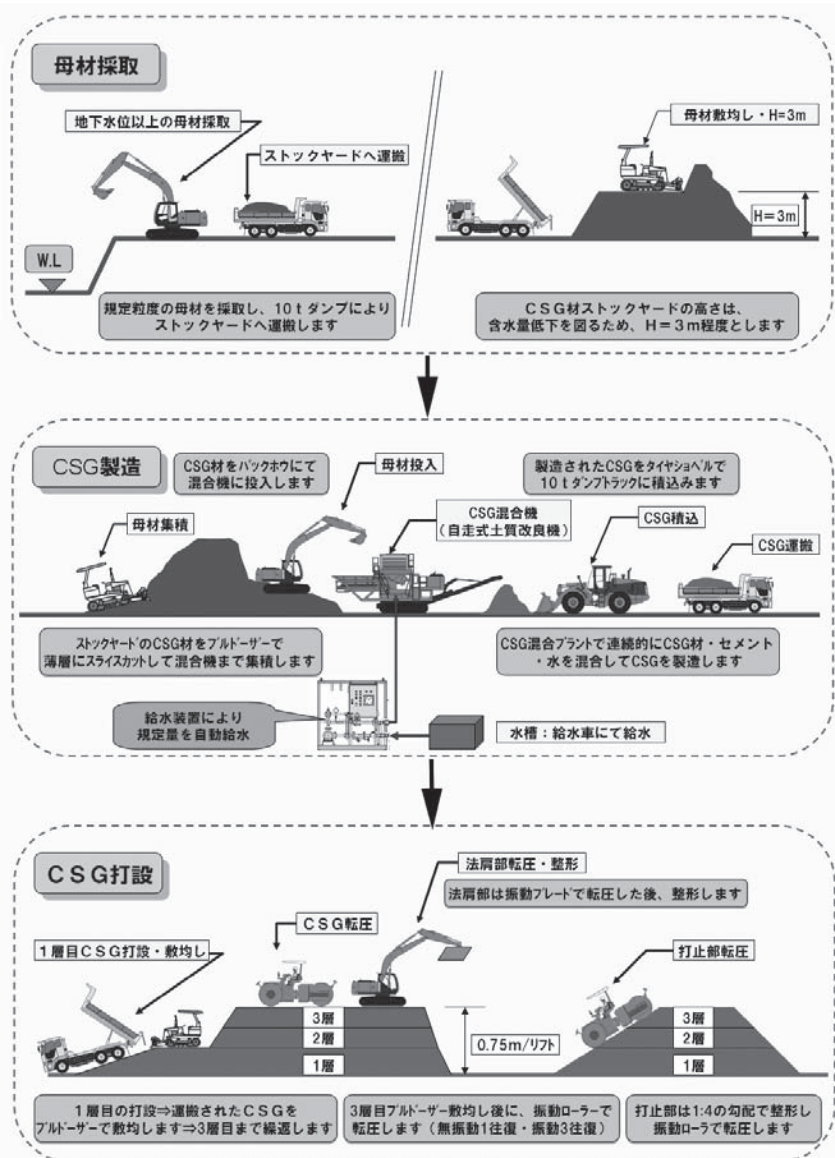 母材採取
地下水位以上の母材採取
ストックヤードへ運搬
母材敷均し・H=3m
H=3m
W.L
規定粒度の母材を採取し、10tダンプにより
ストックヤードへ運搬します
CSG材ストックヤードの高さは、
含水量低下を図るため、H=3m程度とします
CSG製造
CSG材をバックホウにて
混合機に投入します
母材投入
製造されたCSGをタイヤショベルで
10tダンプトラックに積込みます
母材集積
CSG混合機
(自走式土質改良機)
CSG積込
CSG運搬
ストックヤードのCSG材をブルドーザーで
薄層にスライスカットして混合機まで集積します
CSG混合プラントで連続的にCSG材・セメント
・水を混合してCSGを製造します
給水装置により
規定量を自動給水
水槽:給水車にて給水
CSG打設
法肩部転圧・整形
法肩部は振動ブレードで転圧した後、整形します
CSG転圧
1層目CSG打設・敷均し
打止部転圧
3層
2層
1層
0.75m/リフト
3層
2層
1層
1層目の打設⇒運搬されたCSGを
ブルドーザーで敷均します⇒3層目まで繰返します
3層目ブルドーザー敷均し後に、振動ローラーで
転圧します(無振動1往復・振動3往復)
打止部は1:4の勾配で整形し
振動ローラで転圧します